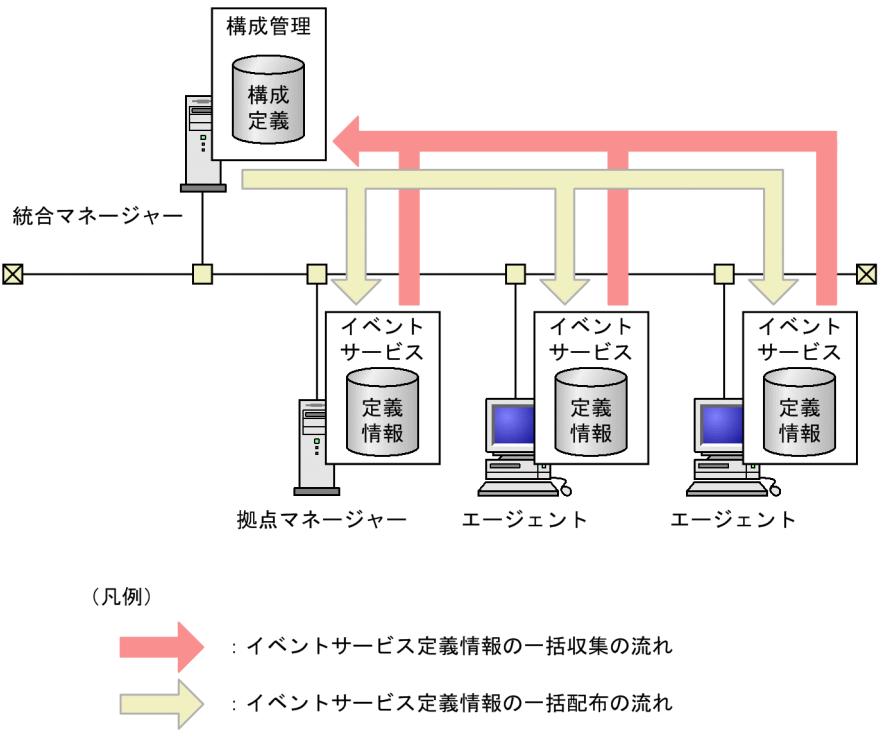 構成管理
構成
定義
統合マネージャー
イベント
サービス
定義
情報
イベント
サービス
定義
情報
イベント
サービス
定義
情報
拠点マネージャー
エージェント
エージェント
（凡例）
：イベントサービス定義情報の一括収集の流れ
：イベントサービス定義情報の一括配布の流れ